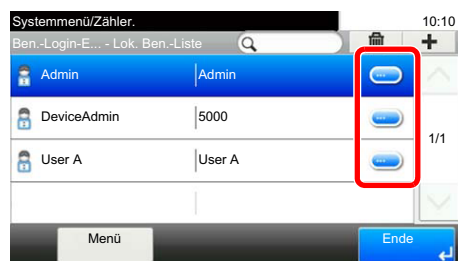 Systemmenü/Zähler. 10:10
Ben.-Login-E... - Lok. Ben.-Liste
Admin Admin
DeviceAdmin 5000
1/1
User A User A
Menü Ende